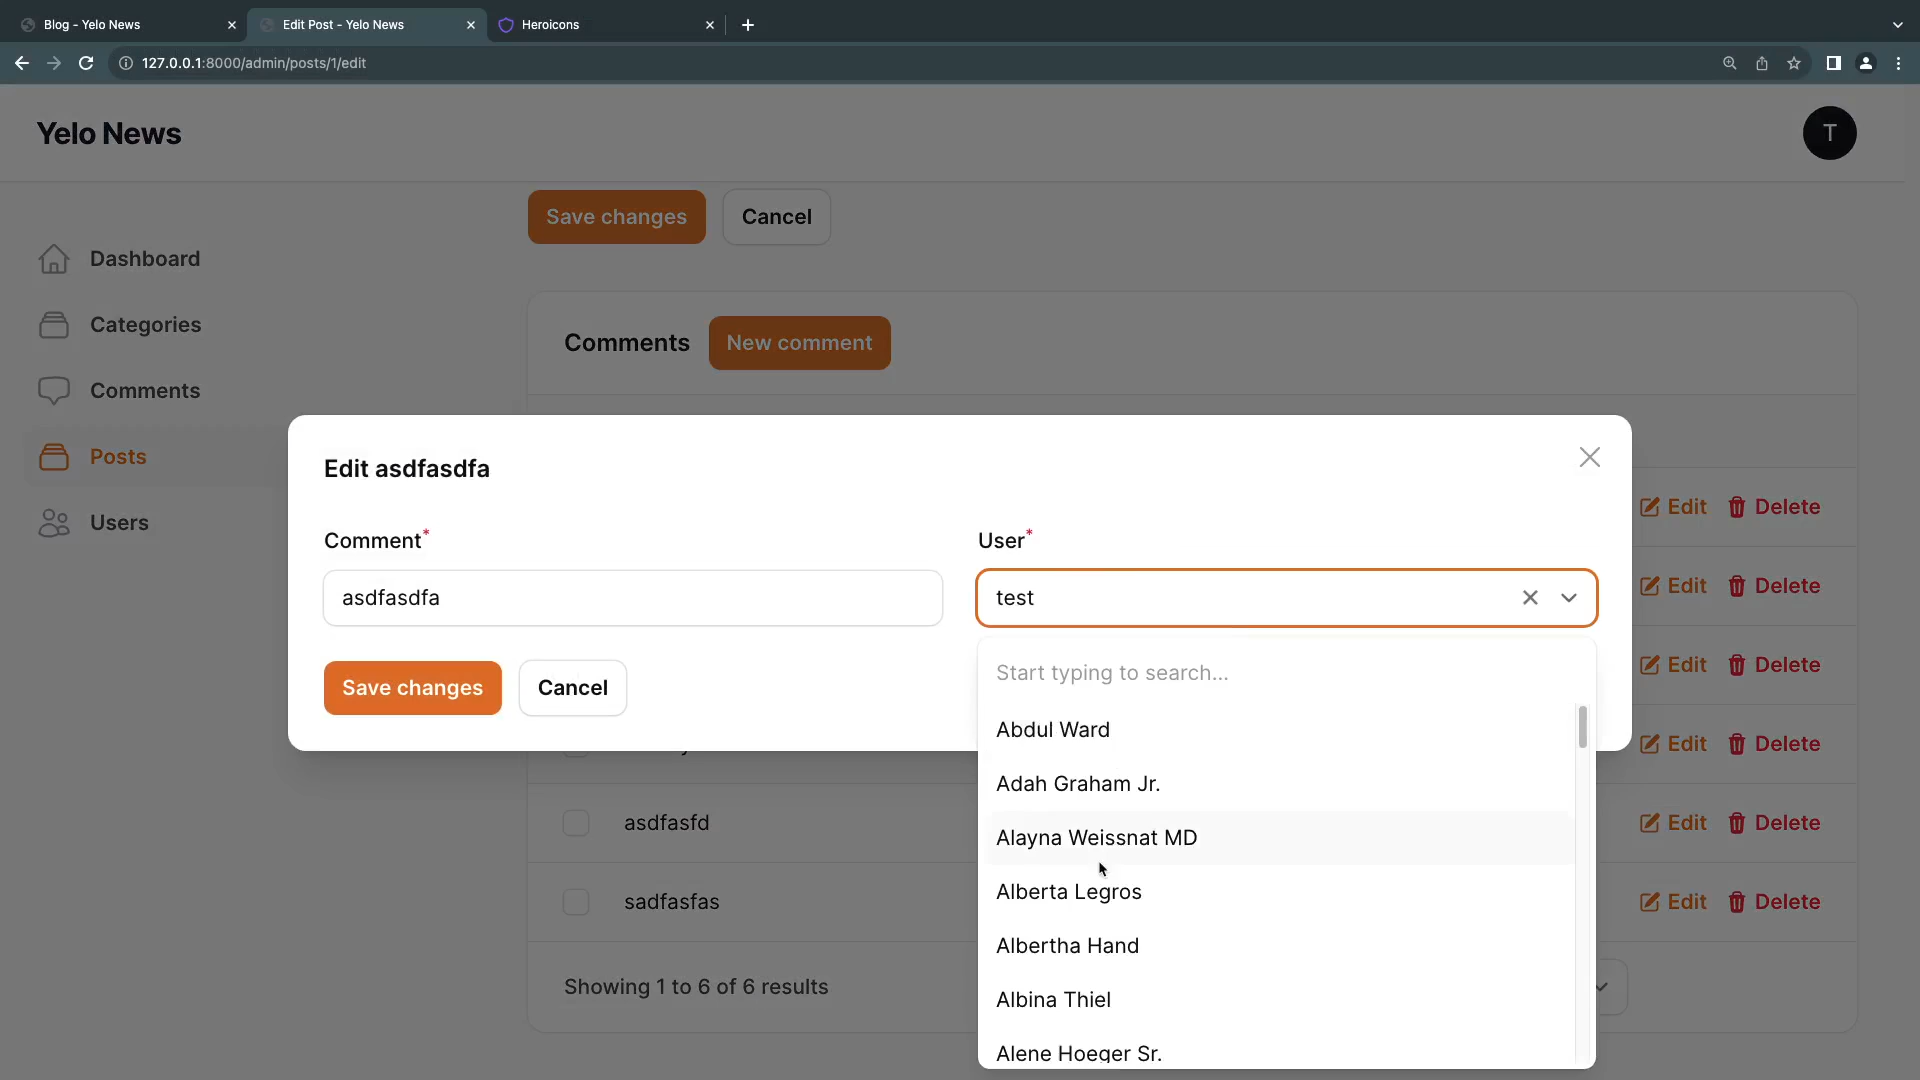 Blog - Yelo News
Edit Post - Yelo News
Heroicons
127.0.0.1:8000/admin/posts/1/edit
Yelo News
T
Save changes
Cancel
Dashboard
Categories
Comments
Posts
Users
Comments
New comment
Edit asdfasdfa
Comment*
asdfasdfa
User*
test
Save changes
Cancel
Start typing to search...
Abdul Ward
Adah Graham Jr.
Alayna Weissnat MD
Alberta Legros
Albertha Hand
Albina Thiel
Alene Hoeger Sr.
Edit Delete
Edit Delete
Edit Delete
Edit Delete
asdfasfd
Edit Delete
sadfasfas
Edit Delete
Showing 1 to 6 of 6 results